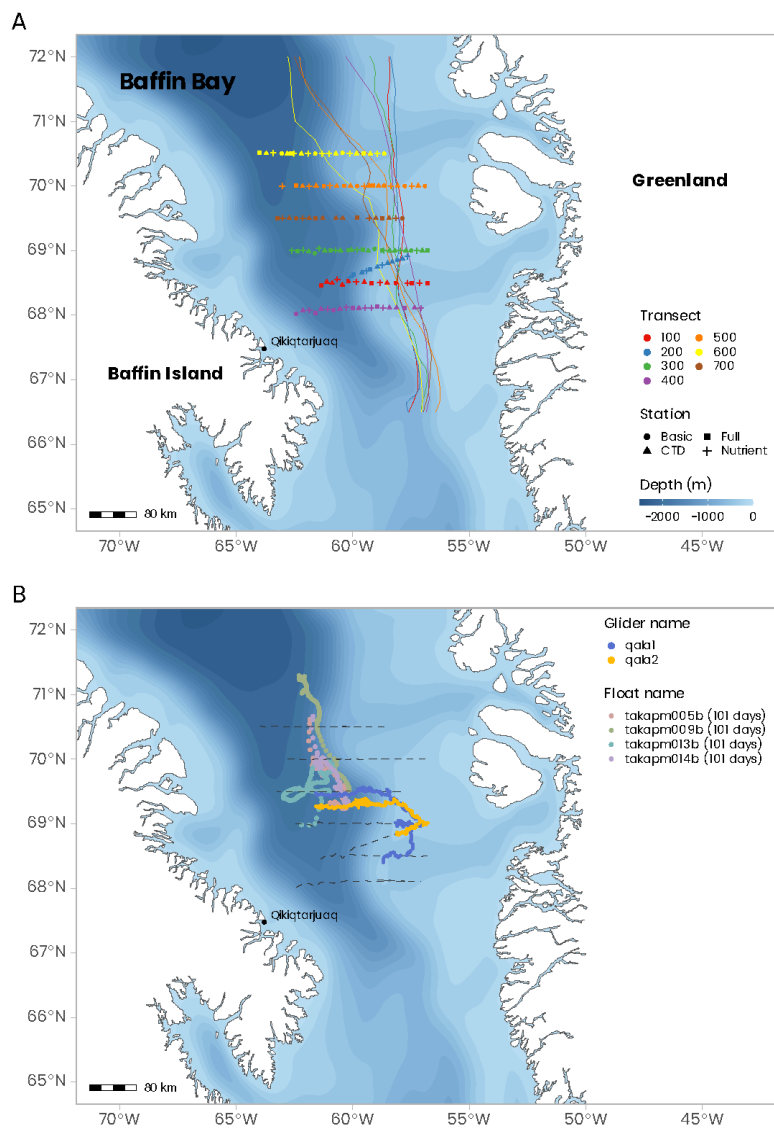 A
72°N
71°N
70°N
69°N
68°N
67°N
66°N
65°N
Baffin Bay
Greenland
Qikiqtarjuaq
Baffin Island
Transect
100 500
200 600
300 700
400
Station
Basic Full
CTD Nutrient
Depth (m)
-2000 -1000 0
80 km
70°W 65°W 60°W 55°W 50°W 45°W
B
72°N
71°N
70°N
69°N
68°N
67°N
66°N
65°N
Qikiqtarjuaq
Glider name
qala1
qala2
Float name
takapm005b (101 days)
takapm009b (101 days)
takapm013b (101 days)
takapm014b (101 days)
80 km
70°W 65°W 60°W 55°W 50°W 45°W